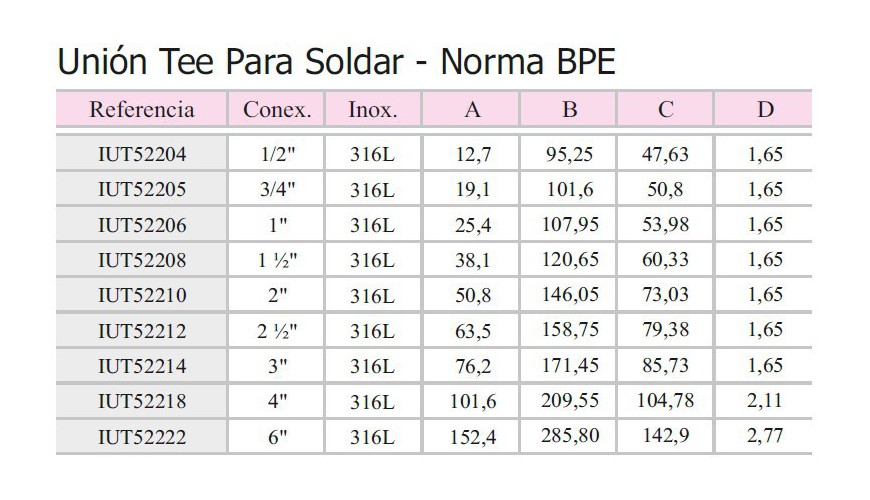 Unión Tee Para Soldar - Norma BPE
Referencia Conex. Inox. A B C D
IUT52204 1/2" 316L 12,7 95,25 47,63 1,65
IUT52205 3/4" 316L 19,1 101,6 50,8 1,65
IUT52206 1" 316L 25,4 107,95 53,98 1,65
IUT52208 1 ½" 316L 38,1 120,65 60,33 1,65
IUT52210 2" 316L 50,8 146,05 73,03 1,65
IUT52212 2 ½" 316L 63,5 158,75 79,38 1,65
IUT52214 3" 316L 76,2 171,45 85,73 1,65
IUT52218 4" 316L 101,6 209,55 104,78 2,11
IUT52222 6" 316L 152,4 285,80 142,9 2,77